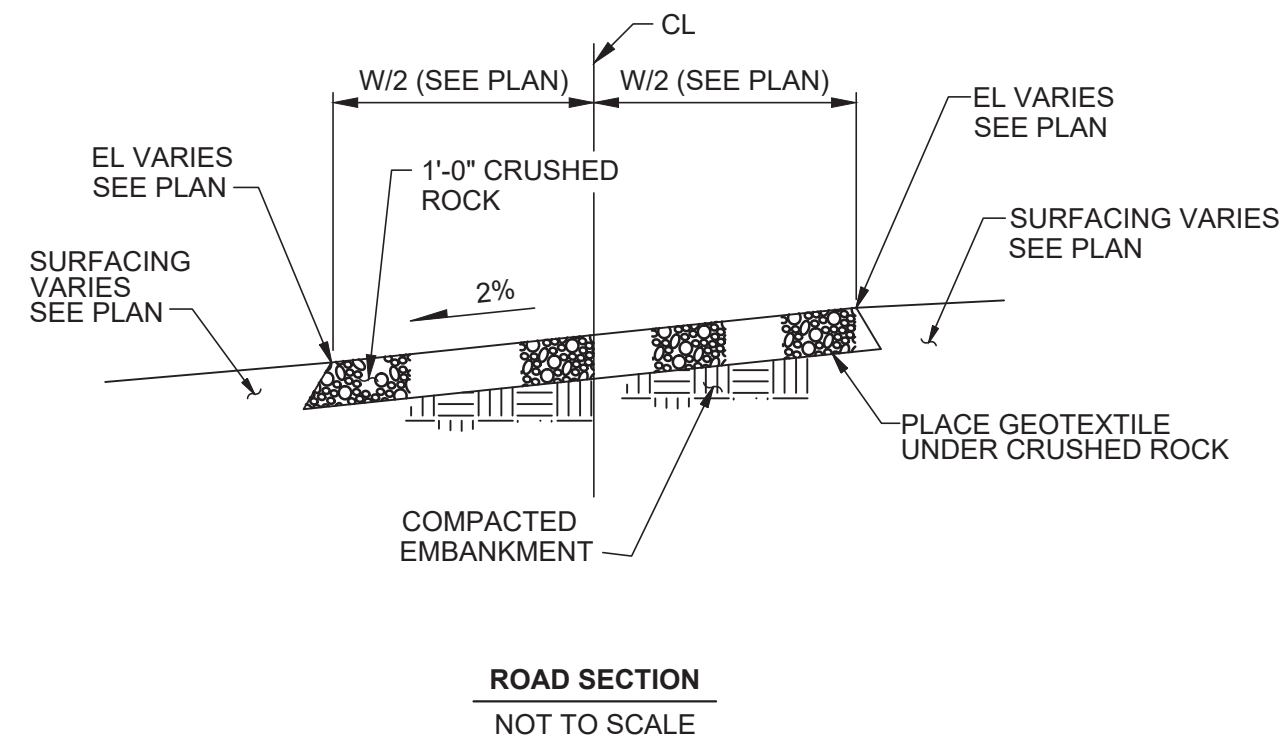 CL
W/2 (SEE PLAN)
W/2 (SEE PLAN)
EL VARIES
SEE PLAN
EL VARIES
SEE PLAN
1'-0" CRUSHED
ROCK
SURFACING VARIES
SEE PLAN
SURFACING
VARIES
SEE PLAN
2%
PLACE GEOTEXTILE
UNDER CRUSHED ROCK
COMPACTED
EMBANKMENT
ROAD SECTION
NOT TO SCALE